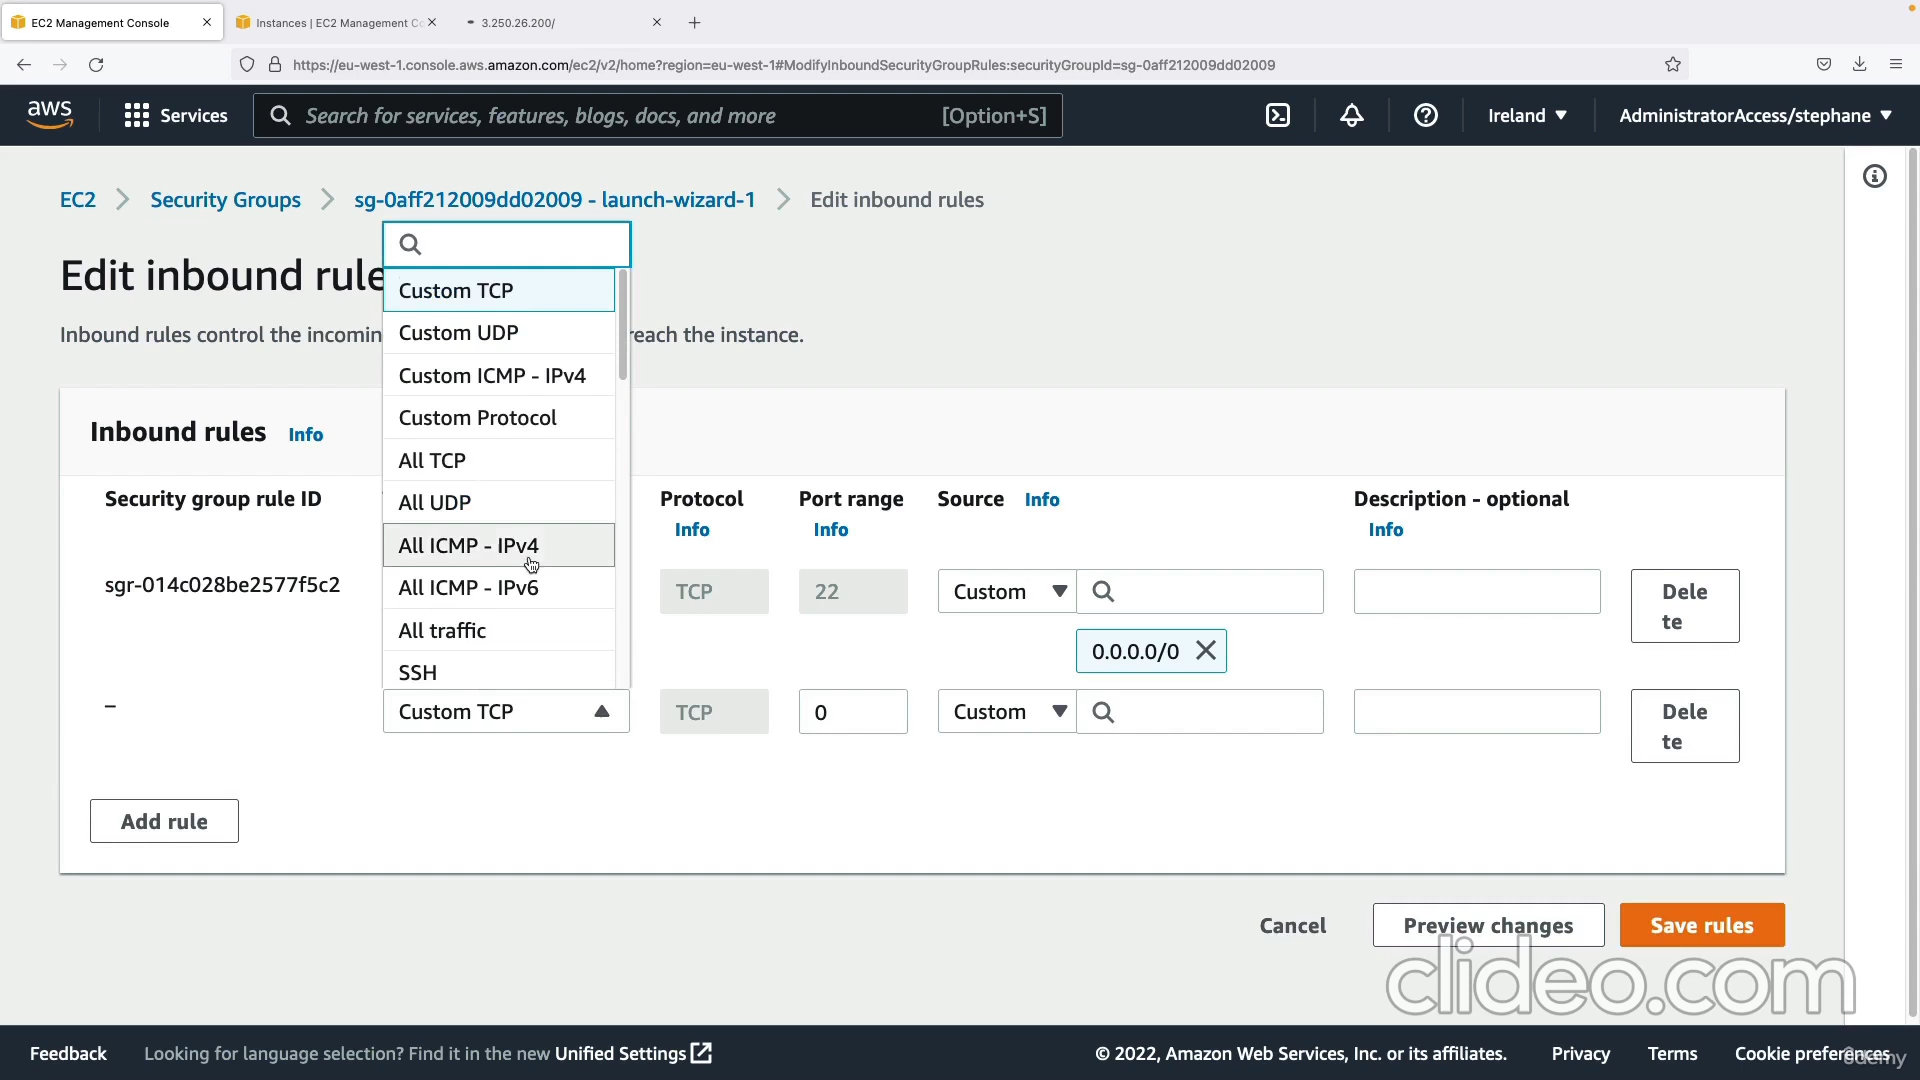 EC2 Management Console
Instances | EC2 Management C
3.250.26.200/
https://eu-west-1.console.aws.amazon.com/ec2/v2/home?region=eu-west-1#ModifyInboundSecurityGroupRules:securityGroupId=sg-0aff212009dd02009
aws
Services
Search for services, features, blogs, docs, and more
[Option+S]
Ireland
AdministratorAccess/stephane
EC2
Security Groups
sg-0aff212009dd02009 - launch-wizard-1
Edit inbound rules
Edit inbound rule
Inbound rules control the incomin
reach the instance.
Custom TCP
Custom UDP
Custom ICMP - IPv4
Custom Protocol
All TCP
All UDP
All ICMP - IPv4
All ICMP - IPv6
All traffic
SSH
Inbound rules Info
Security group rule ID
Protocol
Info
Port range
Info
Source Info
Description - optional
Info
sgr-014c028be2577f5c2
TCP
22
Custom
Dele
te
0.0.0.0/0
–
Custom TCP
TCP
0
Custom
Dele
te
Add rule
Cancel
Preview changes
Save rules
clideo.com
Feedback
Looking for language selection? Find it in the new Unified Settings
© 2022, Amazon Web Services, Inc. or its affiliates.
Privacy
Terms
Cookie preferences
ûdemy